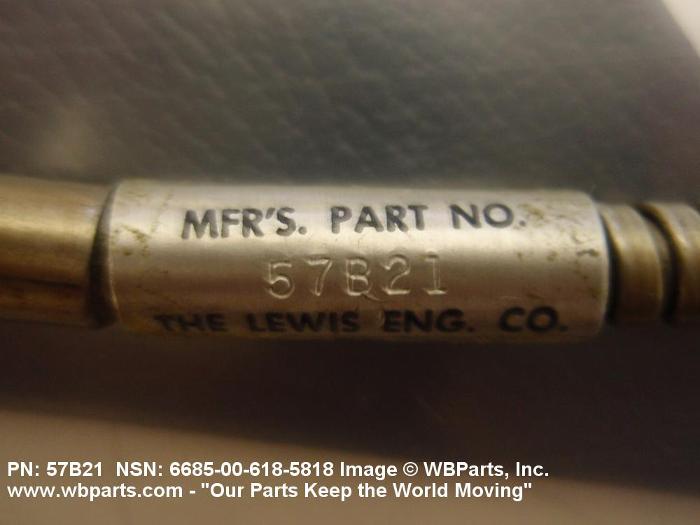 MFR'S. PART NO.
57B21
THE LEWIS ENG. CO.
PN: 57B21  NSN: 6685-00-618-5818 Image © WBParts, Inc.
www.wbparts.com - "Our Parts Keep the World Moving"